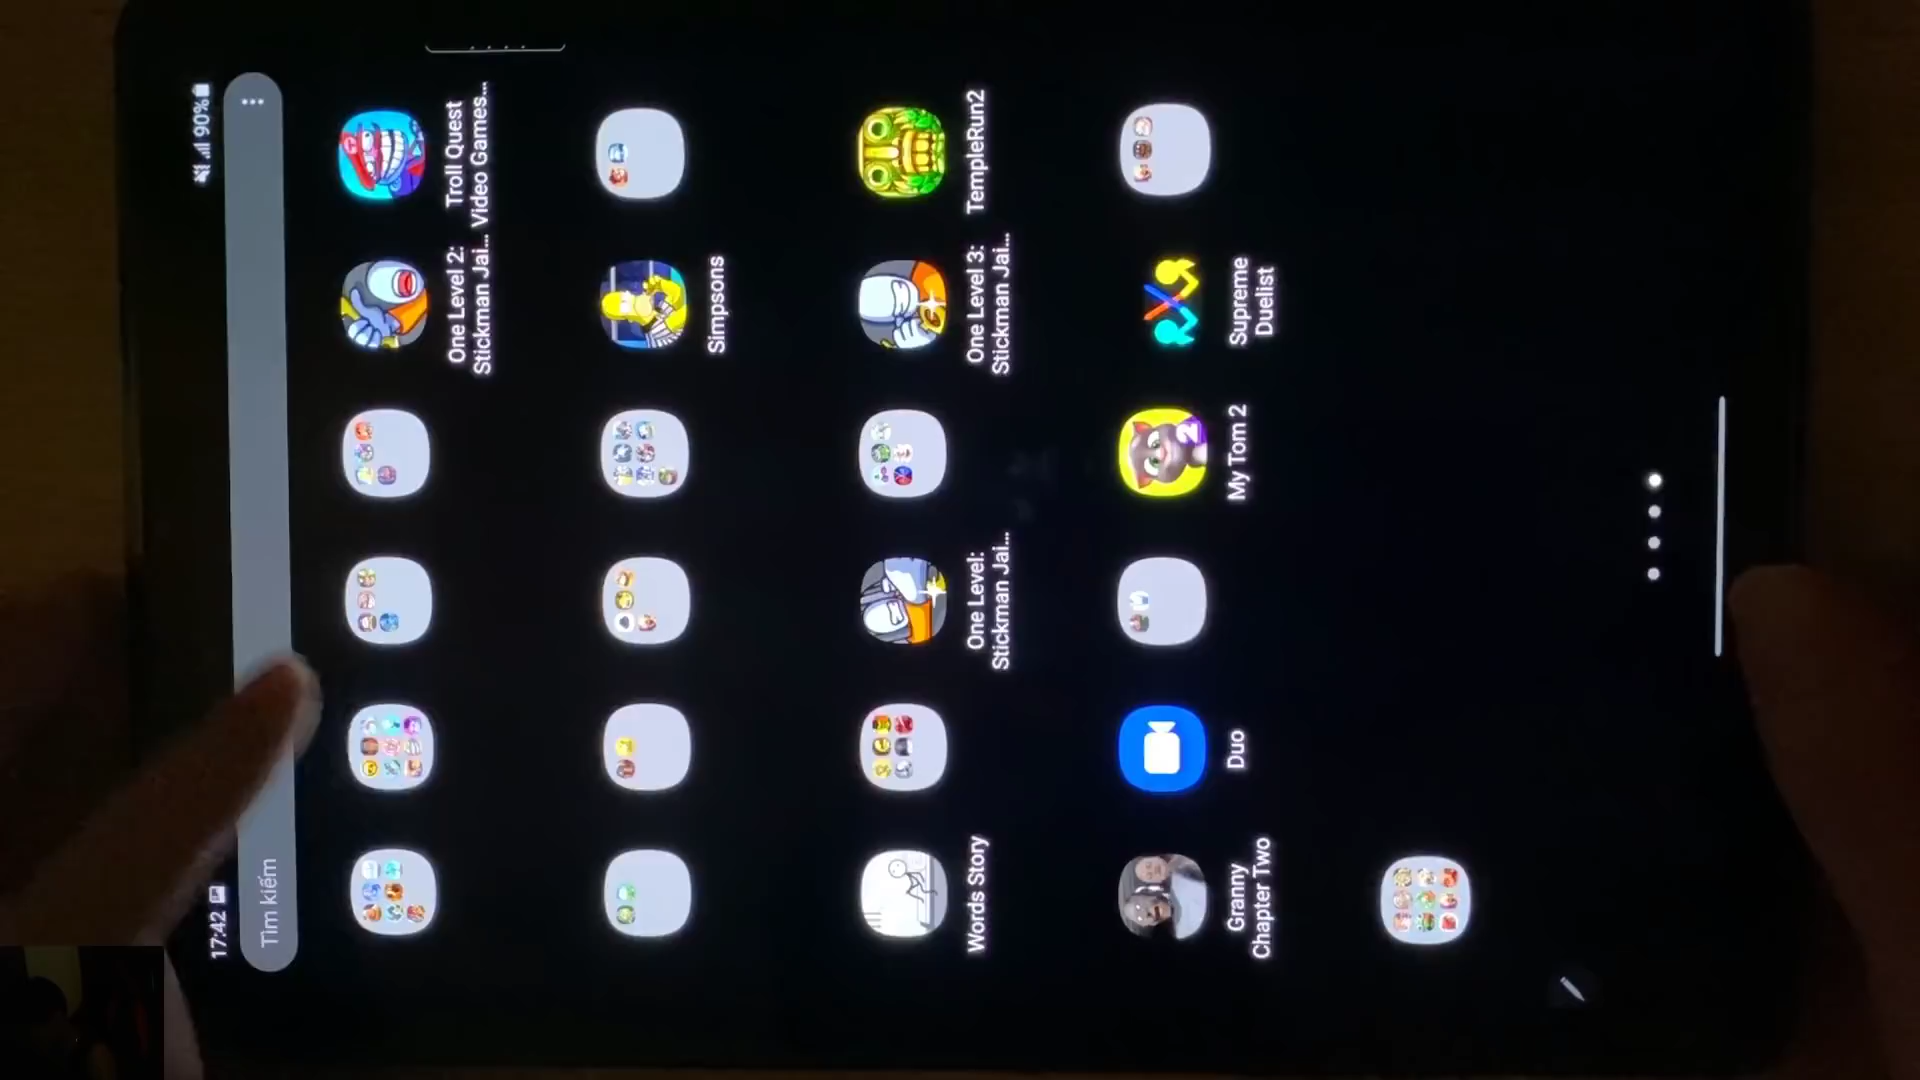 17:42
90%
Tìm kiếm
One Level 2:
Stickman Jai...
Troll Quest
Video Games...
Simpsons
Words Story
One Level:
Stickman Jai...
One Level 3:
Stickman Jai...
TempleRun2
Granny
Chapter Two
Duo
My Tom 2
Supreme
Duelist